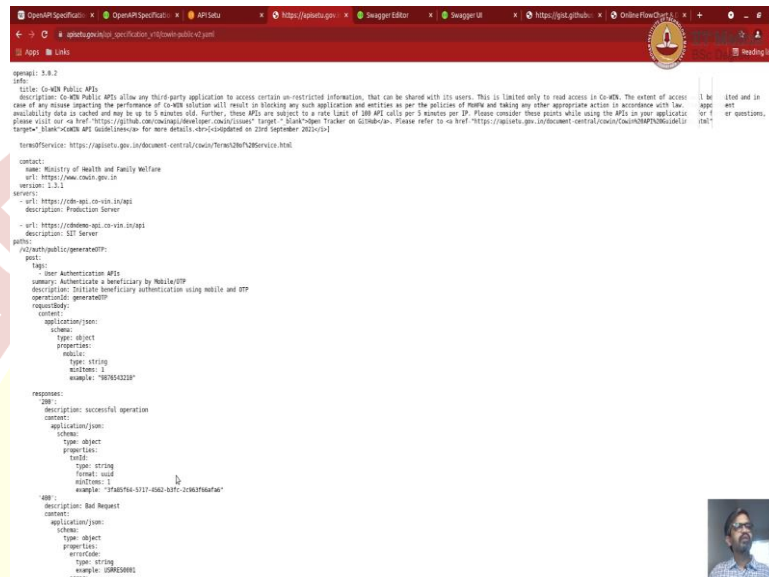 OpenAPI Specificatio
OpenAPI Specificatio
API Setu
https://apisetu.gov.i
Swagger Editor
Swagger UI
https://gist.github.
Online FlowChart &
apisetu.gov.in/api_specification_v10/cowin-public-v2.yaml
Apps
Links
Reading li
openapi: 3.0.2
info:
title: Co-WIN Public APIs
description: Co-WIN Public APIs allow any third-party application to access certain un-restricted information, that can be shared with its users. This is limited only to read access in Co-WIN. The extent of access
case of any misuse impacting the performance of Co-WIN solution will result in blocking any such application and entities as per the policies of MoHFW and taking any other appropriate action in accordance with law.
availability data is cached and may be up to 5 minutes old. Further, these APIs are subject to a rate limit of 100 API calls per 5 minutes per IP. Please consider these points while using the APIs in your applicatio
please visit our <a href="https://github.com/cowinapi/developer.cowin/issues" target="_blank">Open Tracker on GitHub</a>. Please refer to <a href="https://apisetu.gov.in/document-central/cowin/Cowin%20API%20Guidelin
target="_blank">CoWIN API Guidelines</a> for more details.<br>[<i>Updated on 23rd September 2021</i>]
termsOfService: https://apisetu.gov.in/document-central/cowin/Terms%20of%20Service.html
contact:
name: Ministry of Health and Family Welfare
url: https://www.cowin.gov.in
version: 1.3.1
servers:
- url: https://cdn-api.co-vin.in/api
description: Production Server
- url: https://cdndemo-api.co-vin.in/api
description: SIT Server
paths:
/v2/auth/public/generateOTP:
post:
tags:
- User Authentication APIs
summary: Authenticate a beneficiary by Mobile/OTP
description: Initiate beneficiary authentication using mobile and OTP
operationId: generateOTP
requestBody:
content:
application/json:
schema:
type: object
properties:
mobile:
type: string
minItems: 1
example: "9876543210"
responses:
'200':
description: successful operation
content:
application/json:
schema:
type: object
properties:
txnId:
type: string
format: uuid
minItems: 1
example: "3fa85f64-5717-4562-b3fc-2c963f66afa6"
'400':
description: Bad Request
content:
application/json:
schema:
type: object
properties:
errorCode:
type: string
example: USRRES0001